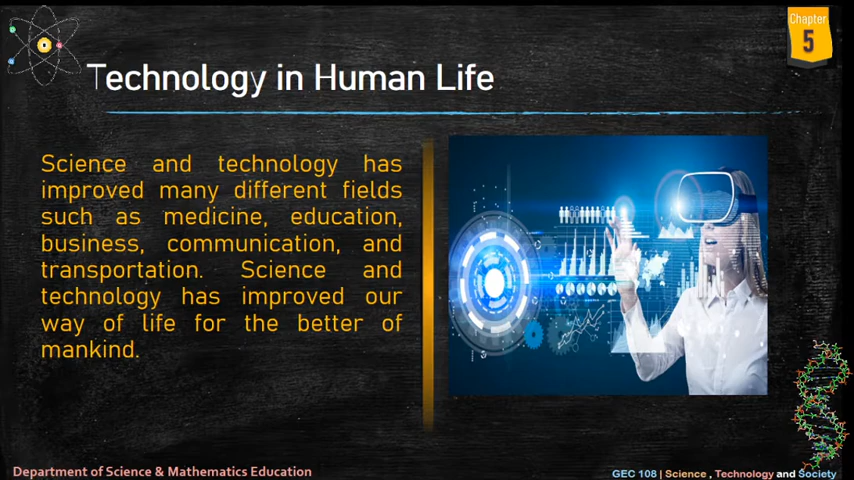 Chapter
5
Technology in Human Life
Science and technology has
improved many different fields
such as medicine, education,
business, communication, and
transportation. Science and
technology has improved our
way of life for the better of
mankind.
Department of Science & Mathematics Education
GEC 108 | Science , Technology and Society